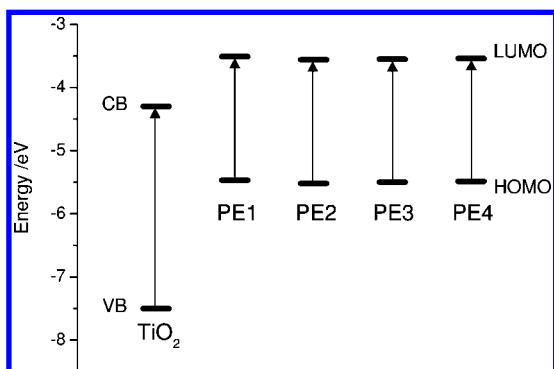 Energy /eV
-3
-4
-5
-6
-7
-8
CB
VB
TiO₂
PE1 PE2 PE3 PE4
LUMO
HOMO